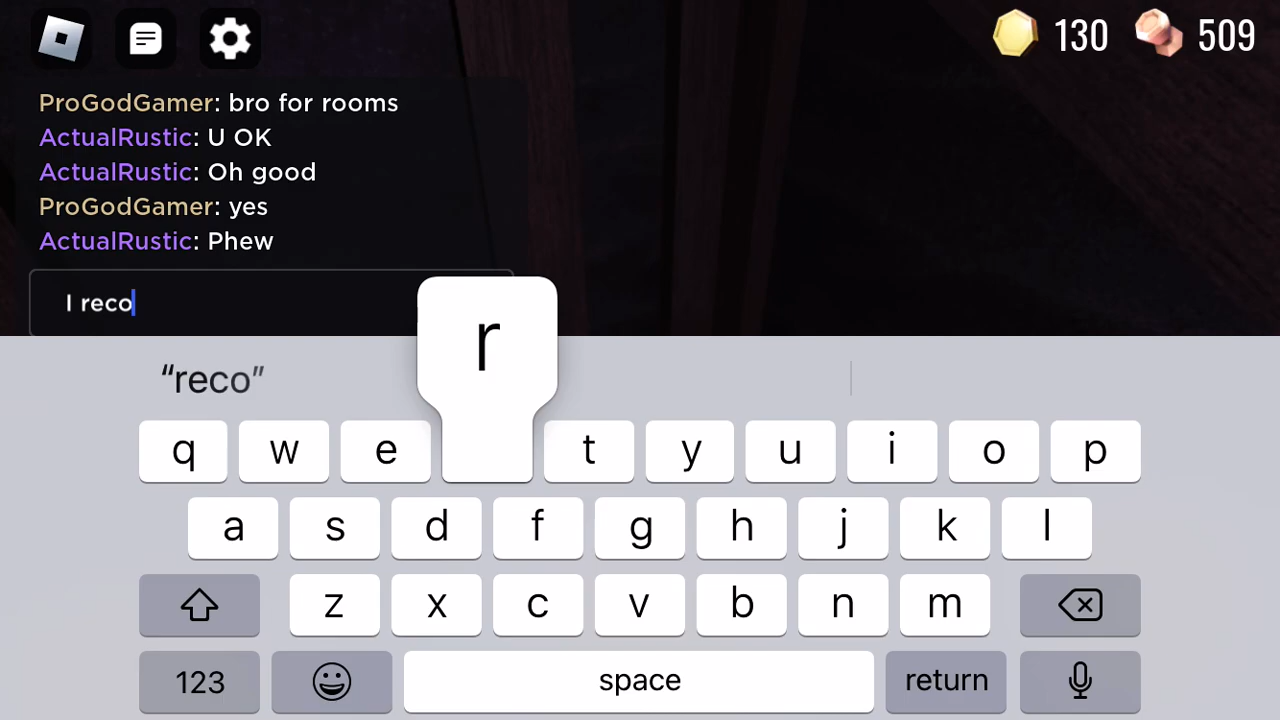 130 509
ProGodGamer: bro for rooms
ActualRustic: U OK
ActualRustic: Oh good
ProGodGamer: yes
ActualRustic: Phew
I reco
r
“reco”
q w e t y u i o p
a s d f g h j k l
z x c v b n m
123 space return